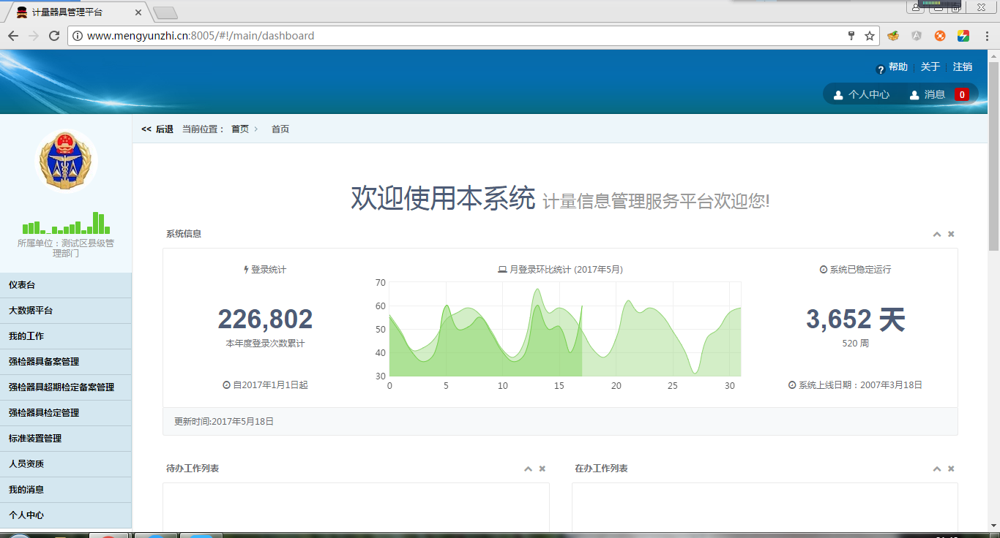 计量器具管理平台
www.mengyunzhi.cn:8005/#!/main/dashboard
帮助 关于 注销
个人中心 消息 0
<< 后退 当前位置： 首页 > 首页
所属单位：测试区县级管
理部门
仪表台
大数据平台
我的工作
强检器具备案管理
强检器具超期检定备案管理
强检器具检定管理
标准装置管理
人员资质
我的消息
个人中心
欢迎使用本系统 计量信息管理服务平台欢迎您!
系统信息
登录统计
226,802
本年度登录次数累计
自2017年1月1日起
月登录环比统计 (2017年5月)
70
60
50
40
30
0 5 10 15 20 25 30
系统已稳定运行
3,652 天
520 周
系统上线日期：2007年3月18日
更新时间:2017年5月18日
待办工作列表
在办工作列表